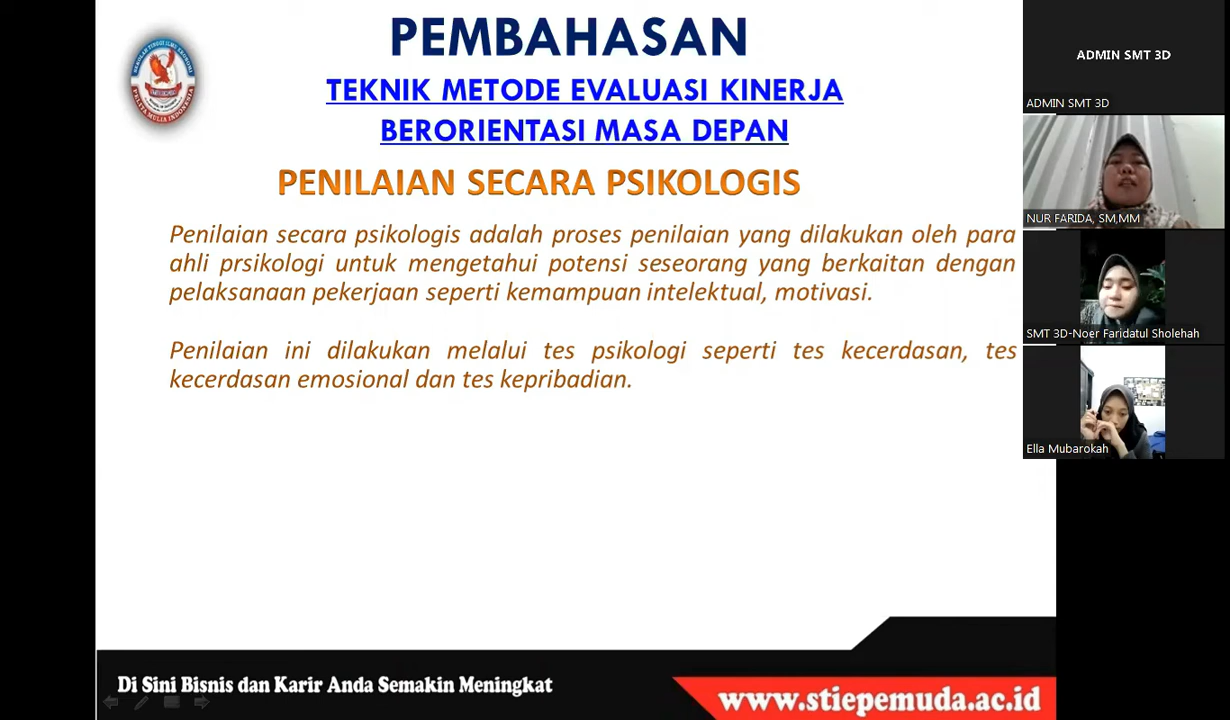 PEMBAHASAN
TEKNIK METODE EVALUASI KINERJA
BERORIENTASI MASA DEPAN
PENILAIAN SECARA PSIKOLOGIS
Penilaian secara psikologis adalah proses penilaian yang dilakukan oleh para
ahli prsikologi untuk mengetahui potensi seseorang yang berkaitan dengan
pelaksanaan pekerjaan seperti kemampuan intelektual, motivasi.
Penilaian ini dilakukan melalui tes psikologi seperti tes kecerdasan, tes
kecerdasan emosional dan tes kepribadian.
Di Sini Bisnis dan Karir Anda Semakin Meningkat
www.stiepemuda.ac.id
ADMIN SMT 3D
ADMIN SMT 3D
NUR FARIDA, SM,MM
SMT 3D-Noer Faridatul Sholehah
Ella Mubarokah